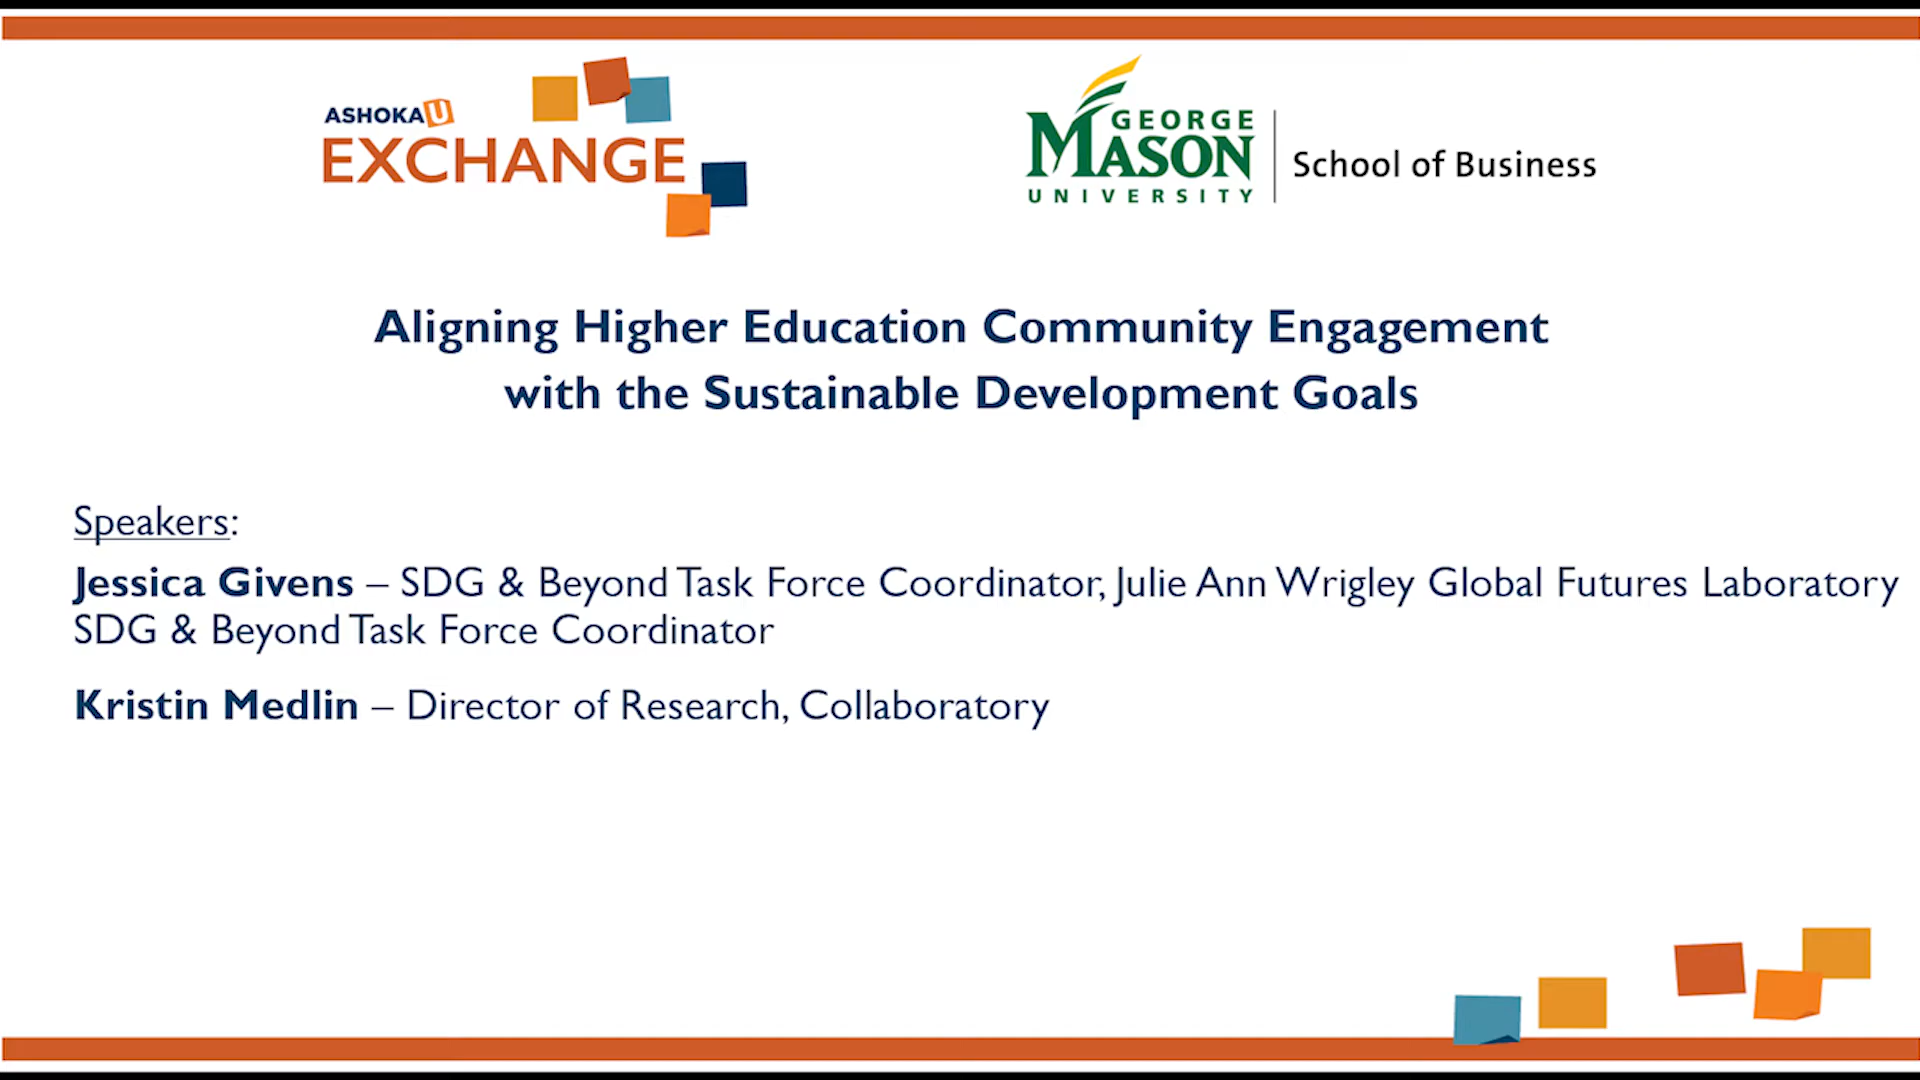 ASHOKA U
EXCHANGE
GEORGE
MASON
UNIVERSITY
School of Business
Aligning Higher Education Community Engagement
with the Sustainable Development Goals
Speakers:
Jessica Givens – SDG & Beyond Task Force Coordinator, Julie Ann Wrigley Global Futures Laboratory
SDG & Beyond Task Force Coordinator
Kristin Medlin – Director of Research, Collaboratory